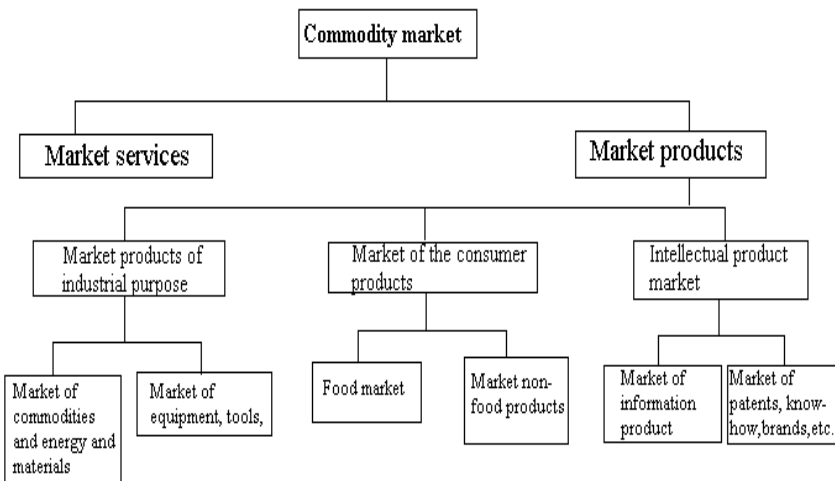 Commodity market
Market services
Market products
Market products of
industrial purpose
Market of the consumer
products
Intellectual product
market
Market of
commodities
and energy and
materials
Market of
equipment, tools,
Food market
Market non-
food products
Market of
information
product
Market of
patents, know-
how,brands,etc.